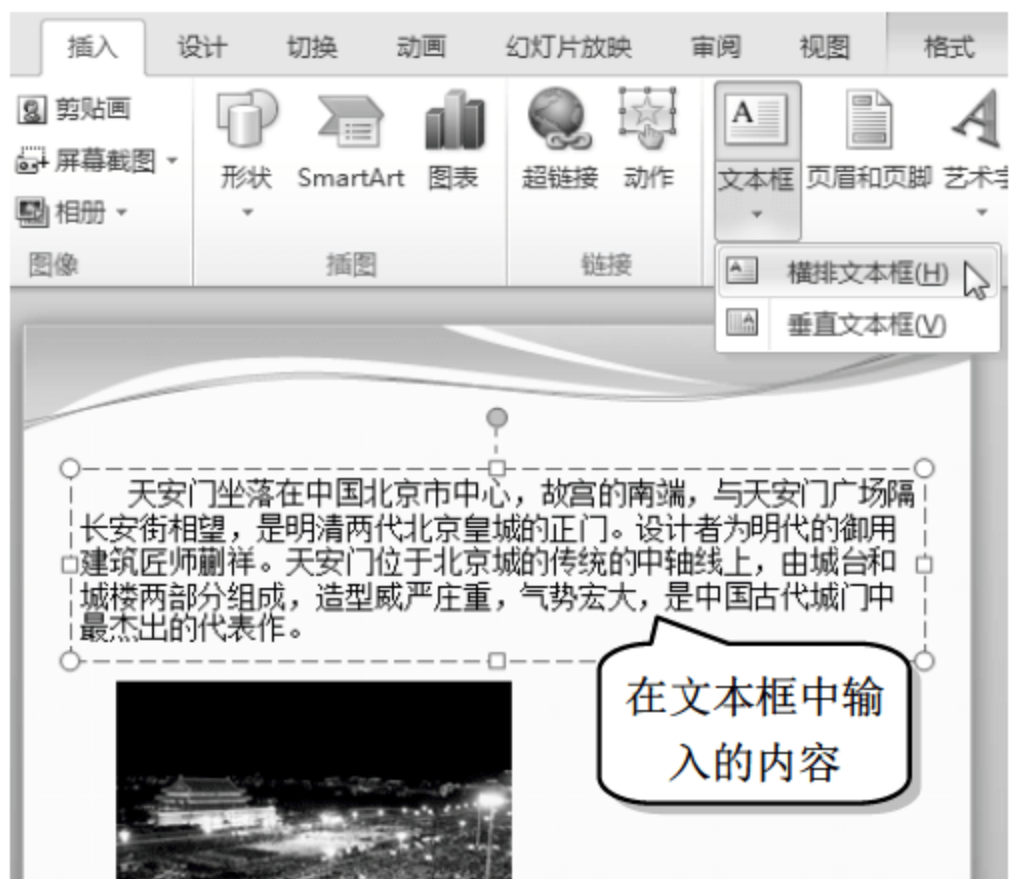 插入 设计 切换 动画 幻灯片放映 审阅 视图 格式
剪贴画
屏幕截图
相册
形状 SmartArt 图表 超链接 动作 文本框 页眉和页脚 艺术字
图像 插图 链接
横排文本框(H)
垂直文本框(V)
天安门坐落在中国北京市中心，故宫的南端，与天安门广场隔
长安街相望，是明清两代北京皇城的正门。设计者为明代的御用
建筑匠师蒯祥。天安门位于北京城的传统的中轴线上，由城台和
城楼两部分组成，造型威严庄重，气势宏大，是中国古代城门中
最杰出的代表作。
在文本框中输
入的内容